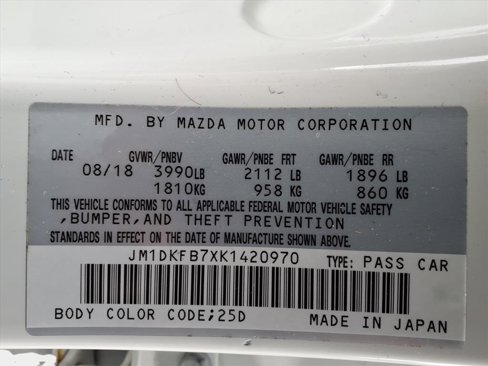 MFD. BY MAZDA MOTOR CORPORATION
DATE GVWR/PNBV GAWR/PNBE FRT GAWR/PNBE RR
08/18 3990LB 2112 LB 1896 LB
1810KG 958 KG 860 KG
THIS VEHICLE CONFORMS TO ALL APPLICABLE FEDERAL MOTOR VEHICLE SAFETY
,BUMPER,AND THEFT PREVENTION
STANDARDS IN EFFECT ON THE DATE OF MANUFACTURE SHOWN ABOVE.
JM1DKFB7XK1420970 TYPE: PASS CAR
BODY COLOR CODE;25D MADE IN JAPAN